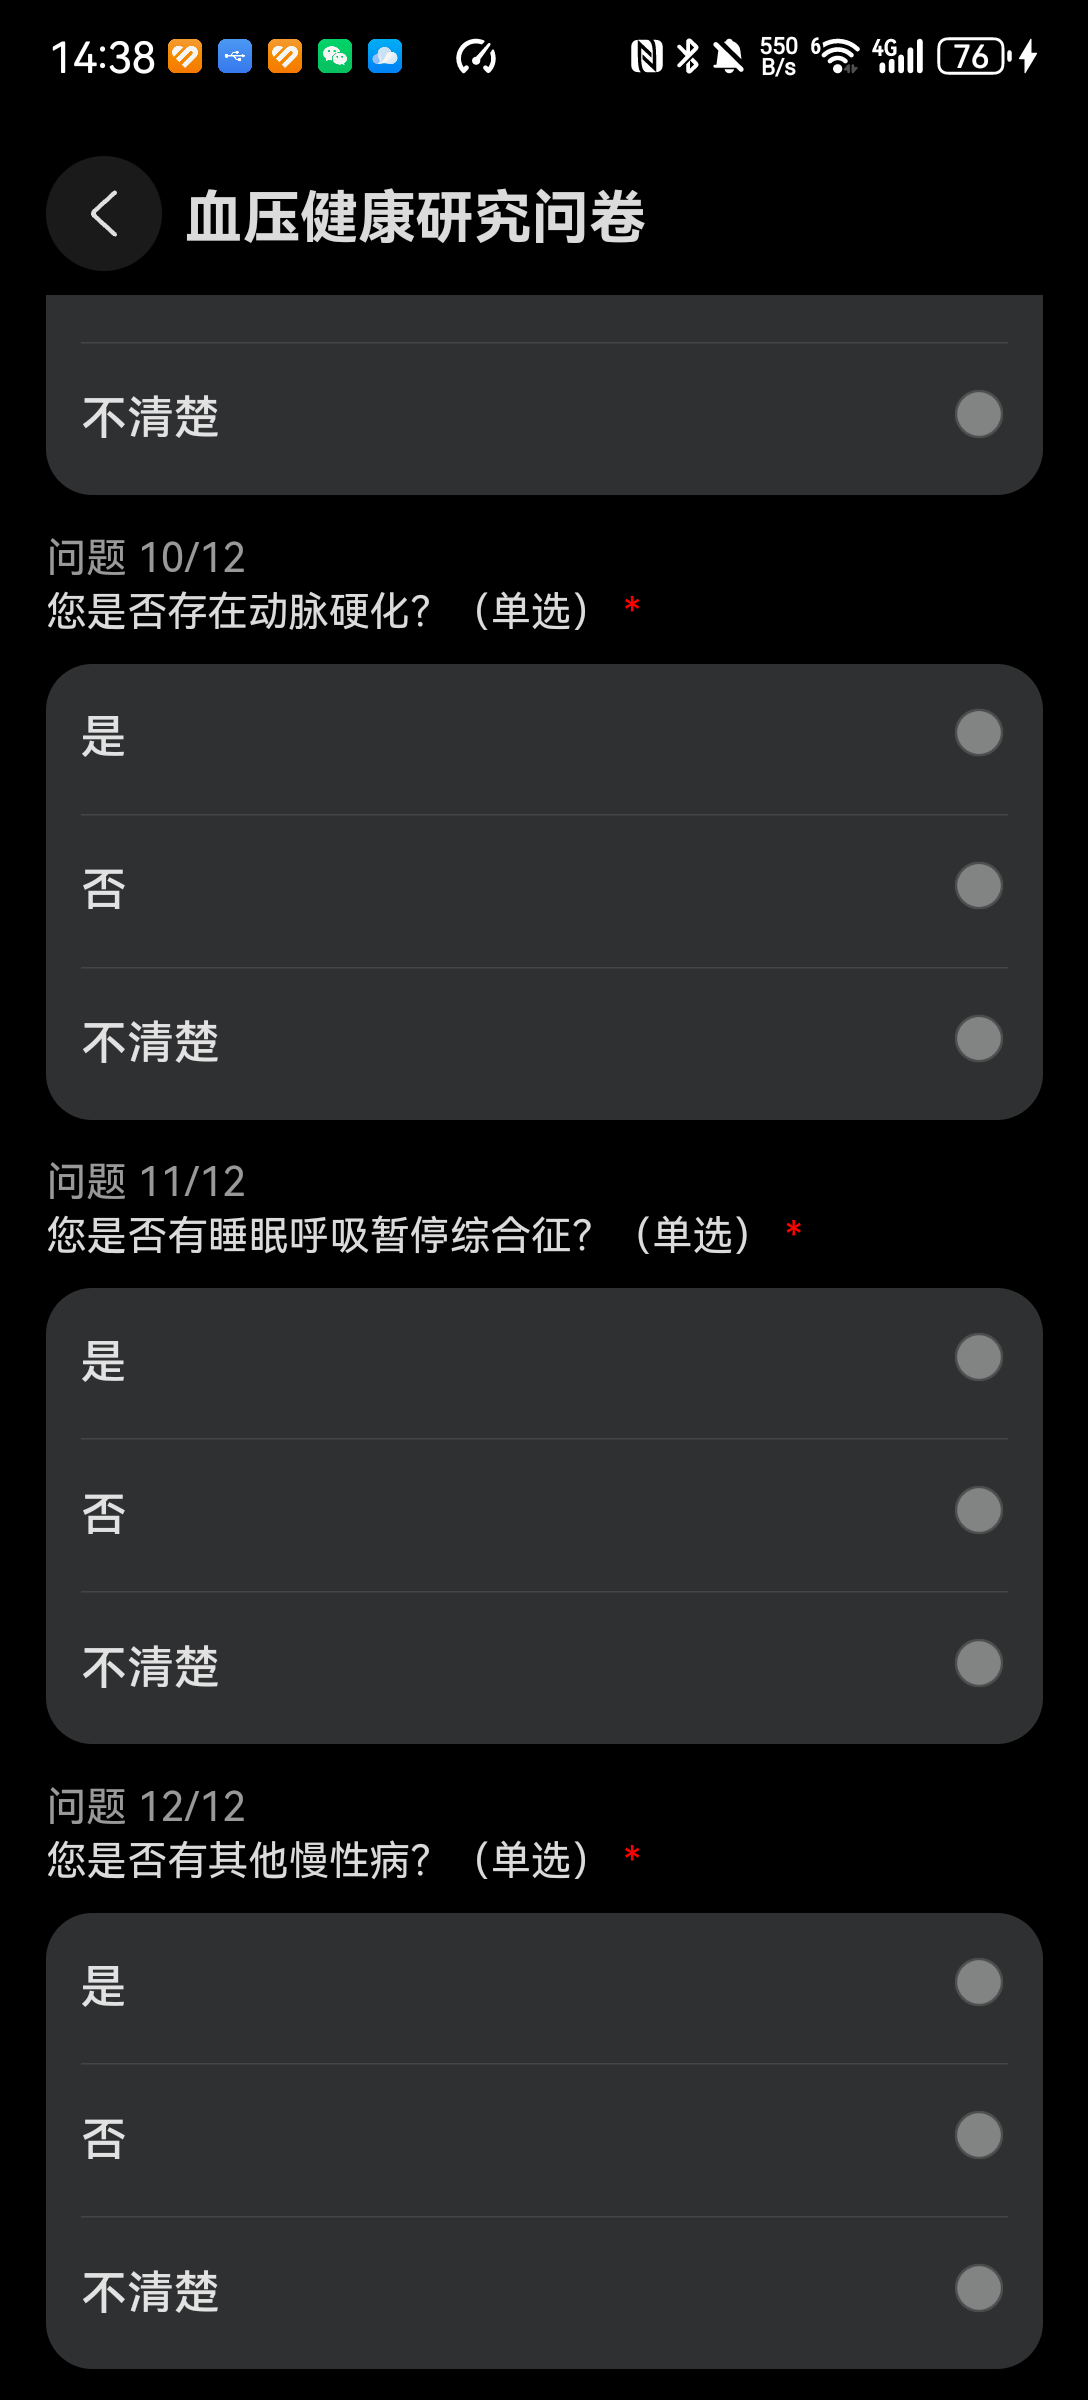 14:38
550
B/s
6
4G
76
血压健康研究问卷
不清楚
问题 10/12
您是否存在动脉硬化？（单选） *
是
否
不清楚
问题 11/12
您是否有睡眠呼吸暂停综合征？（单选） *
是
否
不清楚
问题 12/12
您是否有其他慢性病？（单选） *
是
否
不清楚